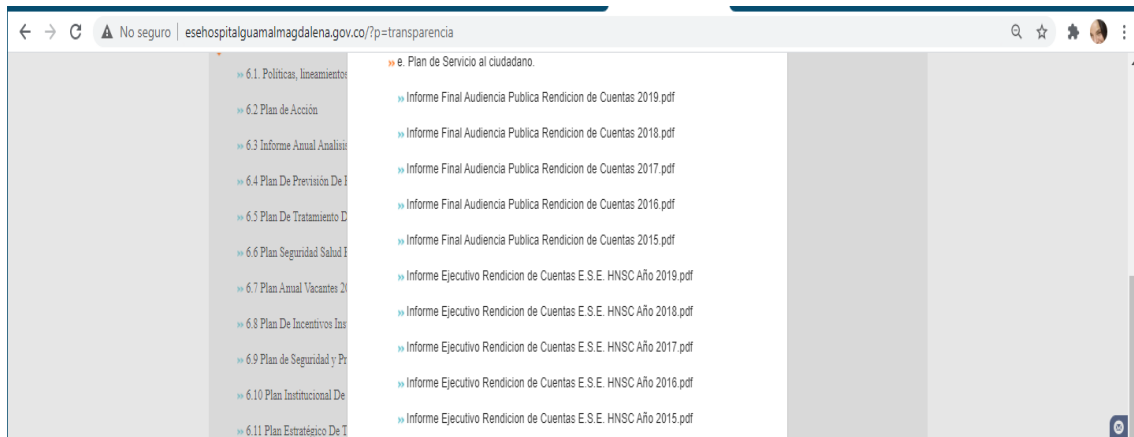 No seguro | esehospitalguamalmagdalena.gov.co/?p=transparencia
» 6.1. Políticas, lineamientos
» 6.2 Plan de Acción
» 6.3 Informe Anual Analisis
» 6.4 Plan De Previsión De
» 6.5 Plan De Tratamiento D
» 6.6 Plan Seguridad Salud
» 6.7 Plan Anual Vacantes 20
» 6.8 Plan De Incentivos Ins
» 6.9 Plan de Seguridad y Pr
» 6.10 Plan Institucional De
» 6.11 Plan Estratégico De T
» e. Plan de Servicio al ciudadano.
» Informe Final Audiencia Publica Rendicion de Cuentas 2019.pdf
» Informe Final Audiencia Publica Rendicion de Cuentas 2018.pdf
» Informe Final Audiencia Publica Rendicion de Cuentas 2017.pdf
» Informe Final Audiencia Publica Rendicion de Cuentas 2016.pdf
» Informe Final Audiencia Publica Rendicion de Cuentas 2015.pdf
» Informe Ejecutivo Rendicion de Cuentas E.S.E. HNSC Año 2019.pdf
» Informe Ejecutivo Rendicion de Cuentas E.S.E. HNSC Año 2018.pdf
» Informe Ejecutivo Rendicion de Cuentas E.S.E. HNSC Año 2017.pdf
» Informe Ejecutivo Rendicion de Cuentas E.S.E. HNSC Año 2016.pdf
» Informe Ejecutivo Rendicion de Cuentas E.S.E. HNSC Año 2015.pdf